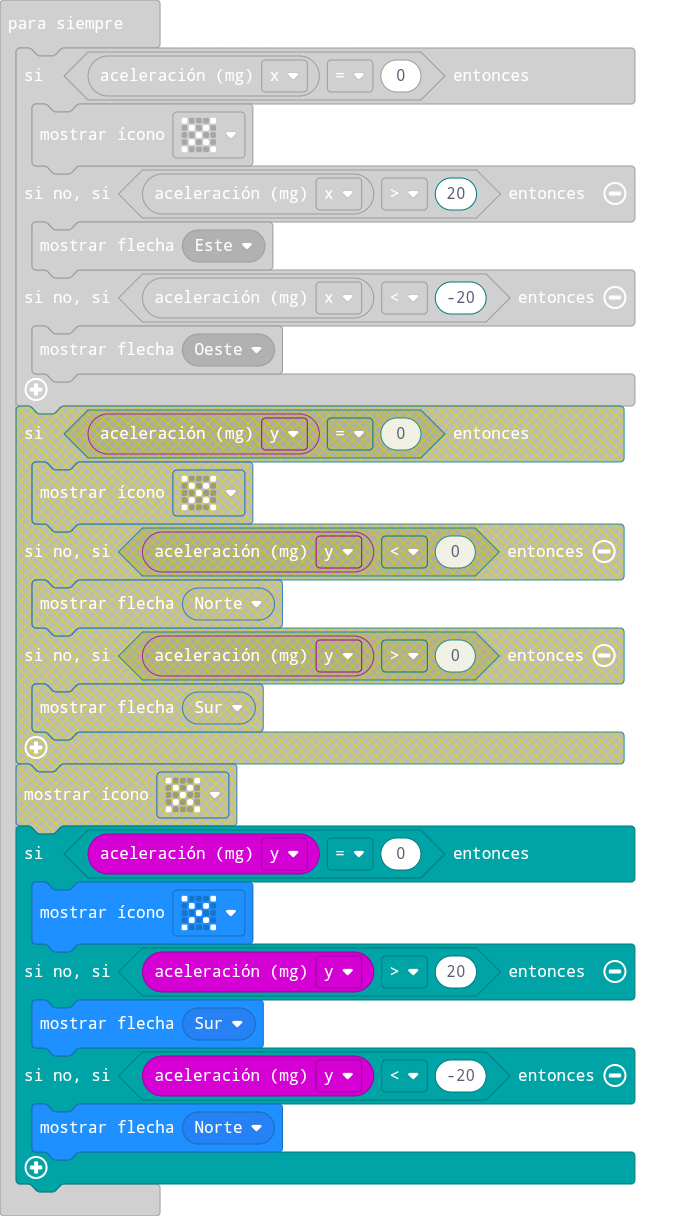 para siempre
si aceleración (mg) x = 0 entonces
mostrar ícono
si no, si aceleración (mg) x > 20 entonces
mostrar flecha Este
si no, si aceleración (mg) x < -20 entonces
mostrar flecha Oeste
si aceleración (mg) y = 0 entonces
mostrar ícono
si no, si aceleración (mg) y < 0 entonces
mostrar flecha Norte
si no, si aceleración (mg) y > 0 entonces
mostrar flecha Sur
mostrar ícono
si aceleración (mg) y = 0 entonces
mostrar ícono
si no, si aceleración (mg) y > 20 entonces
mostrar flecha Sur
si no, si aceleración (mg) y < -20 entonces
mostrar flecha Norte